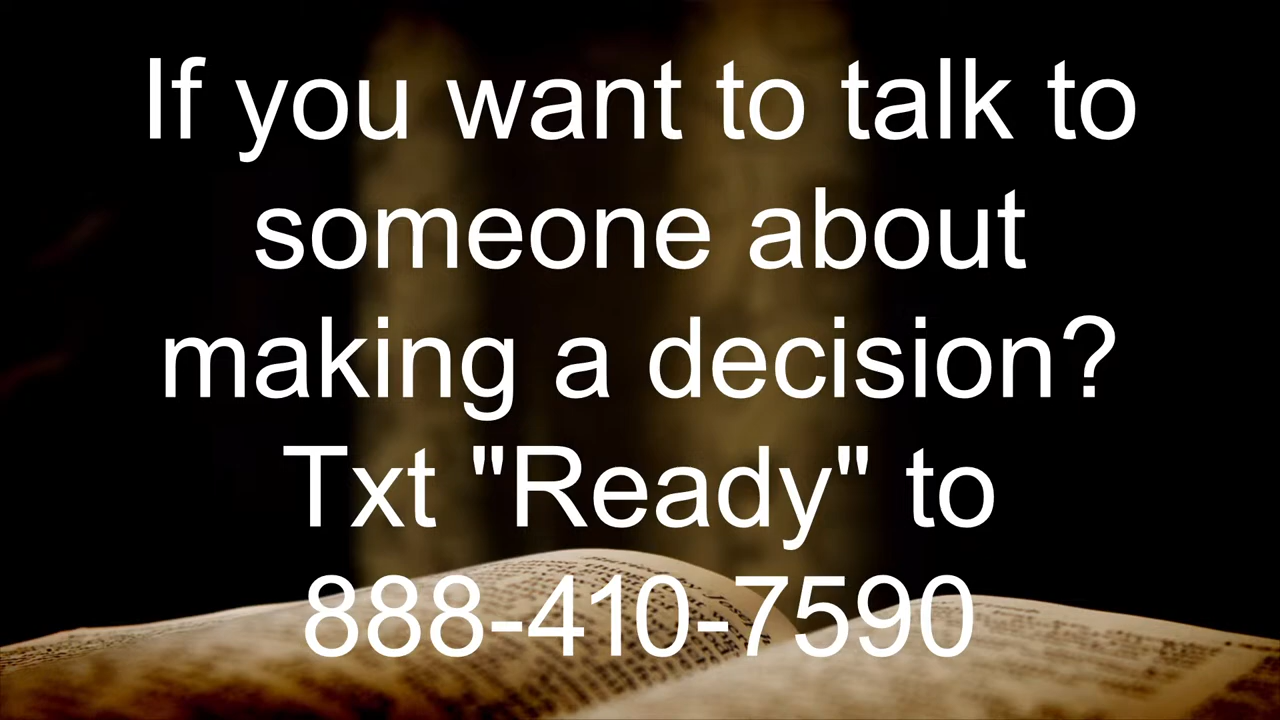 If you want to talk to
someone about
making a decision?
Txt "Ready" to
888-410-7590